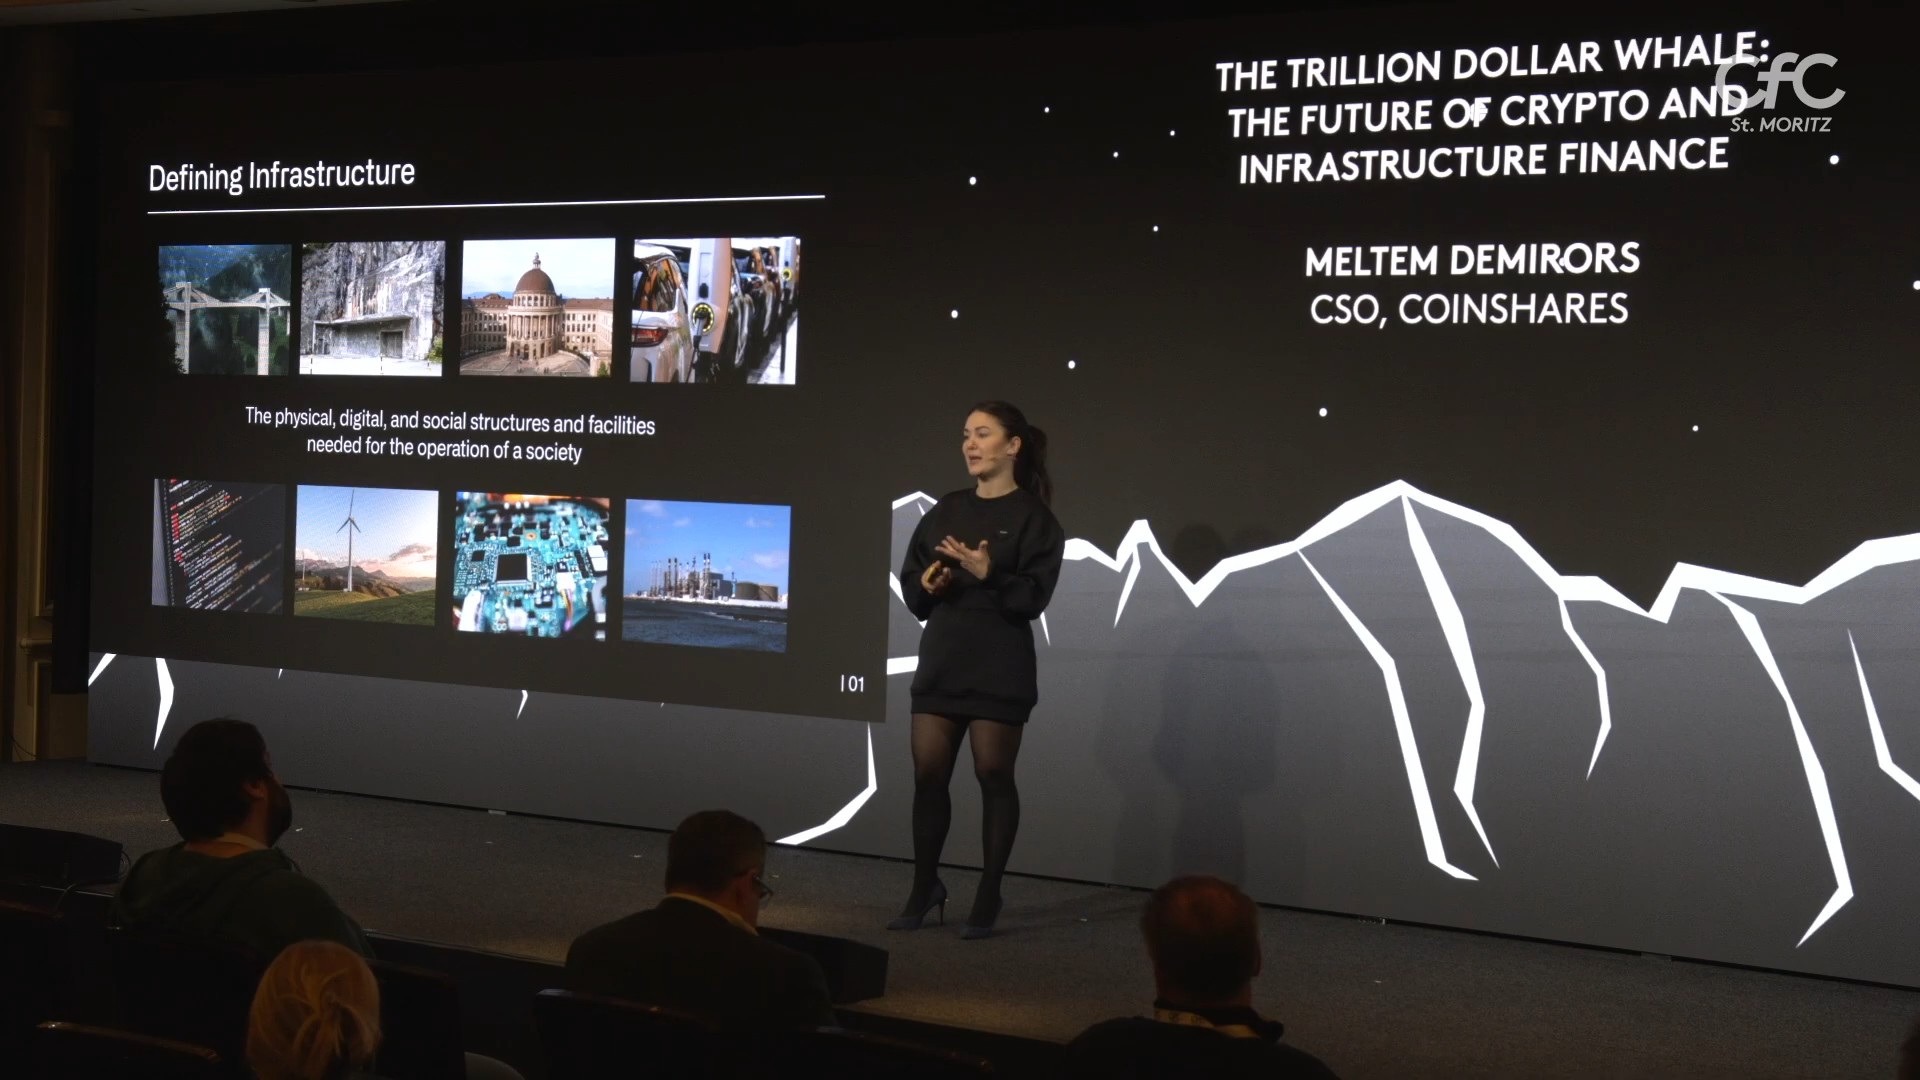 Defining Infrastructure
The physical, digital, and social structures and facilities
needed for the operation of a society
| 01
THE TRILLION DOLLAR WHALE:
THE FUTURE OF CRYPTO AND
INFRASTRUCTURE FINANCE
MELTEM DEMIRORS
CSO, COINSHARES
CfC
St. MORITZ